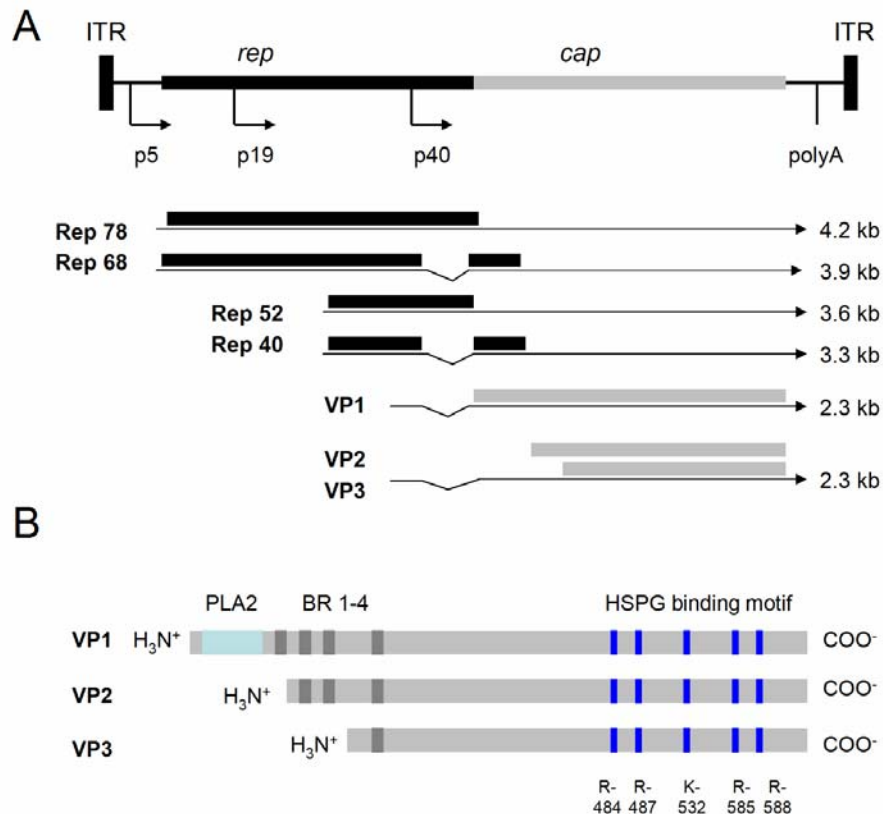 A
ITR
rep
cap
ITR
p5
p19
p40
polyA
Rep 78
4.2 kb
Rep 68
3.9 kb
Rep 52
3.6 kb
Rep 40
3.3 kb
VP1
2.3 kb
VP2
VP3
2.3 kb
B
PLA2
BR 1-4
HSPG binding motif
VP1 H₃N⁺ COO⁻
VP2 H₃N⁺ COO⁻
VP3 H₃N⁺ COO⁻
R- R- K- R- R-
484 487 532 585 588